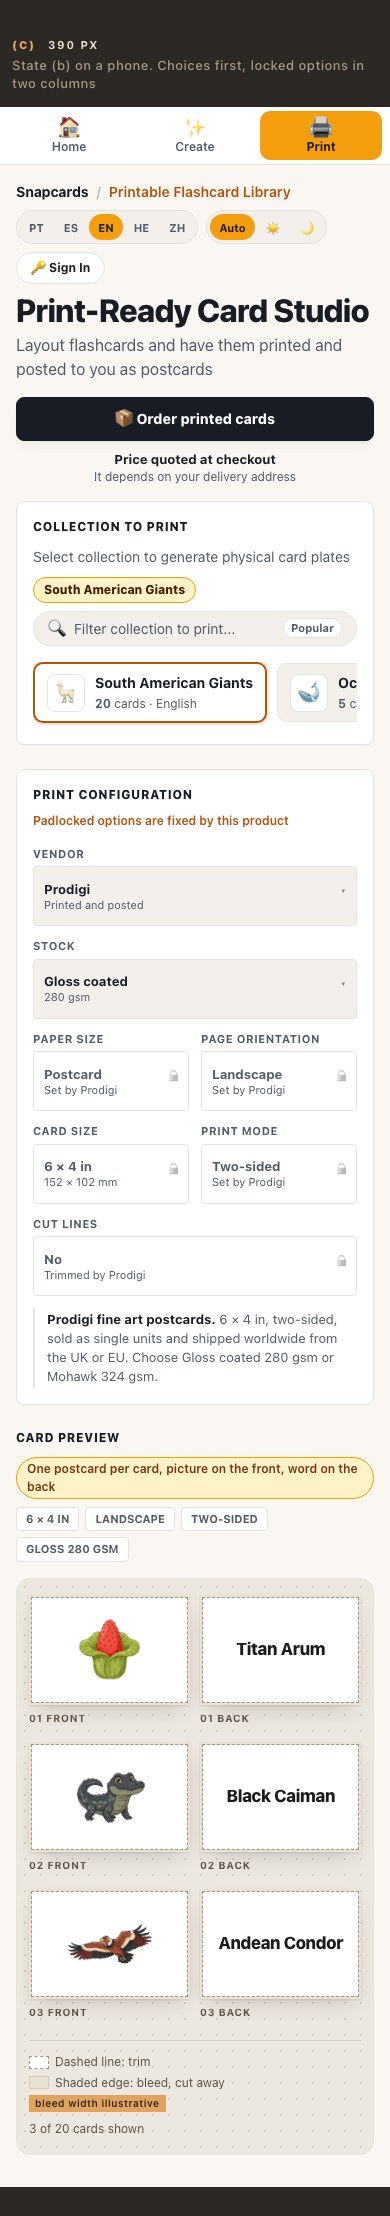 (C) 390 PX
State (b) on a phone. Choices first, locked options in
two columns
Home
Create
Print
Snapcards / Printable Flashcard Library
PT ES EN HE ZH Auto
Sign In
Print-Ready Card Studio
Layout flashcards and have them printed and
posted to you as postcards
Order printed cards
Price quoted at checkout
It depends on your delivery address
COLLECTION TO PRINT
Select collection to generate physical card plates
South American Giants
Filter collection to print... Popular
South American Giants
20 cards · English
Oc
5 c
PRINT CONFIGURATION
Padlocked options are fixed by this product
VENDOR
Prodigi
Printed and posted
STOCK
Gloss coated
280 gsm
PAPER SIZE
Postcard
Set by Prodigi
PAGE ORIENTATION
Landscape
Set by Prodigi
CARD SIZE
6 × 4 in
152 × 102 mm
PRINT MODE
Two-sided
Set by Prodigi
CUT LINES
No
Trimmed by Prodigi
Prodigi fine art postcards. 6 × 4 in, two-sided,
sold as single units and shipped worldwide from
the UK or EU. Choose Gloss coated 280 gsm or
Mohawk 324 gsm.
CARD PREVIEW
One postcard per card, picture on the front, word on the
back
6 × 4 IN LANDSCAPE TWO-SIDED
GLOSS 280 GSM
Titan Arum
01 FRONT 01 BACK
Black Caiman
02 FRONT 02 BACK
Andean Condor
03 FRONT 03 BACK
Dashed line: trim
Shaded edge: bleed, cut away
bleed width illustrative
3 of 20 cards shown